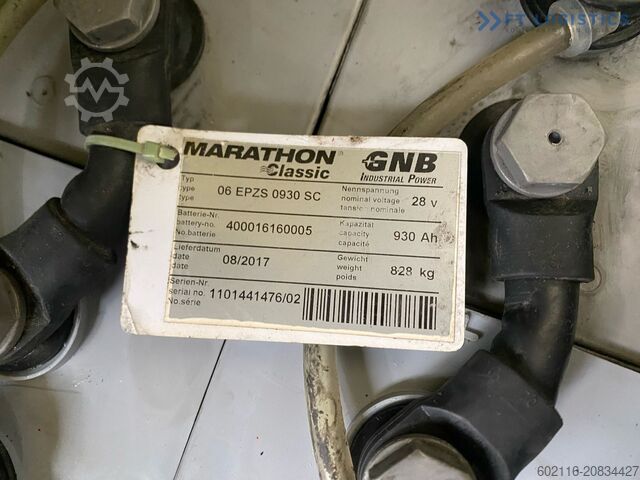 FT LOGISTICS
MARATHON GNB
Classic INDUSTRIAL POWER
Typ
type 06 EPZS 0930 SC
type
Nennspannung
nominal voltage 28 v
tension nominale
Batterie-Nr.
battery-no. 400016160005
No.batterie
Kapazität
capacity 930 Ah
capacité
Lieferdatum
date 08/2017
date
Gewicht
weight 828 kg
poids
Serien-Nr
serial no. 1101441476/02
No.série
602116-20834427